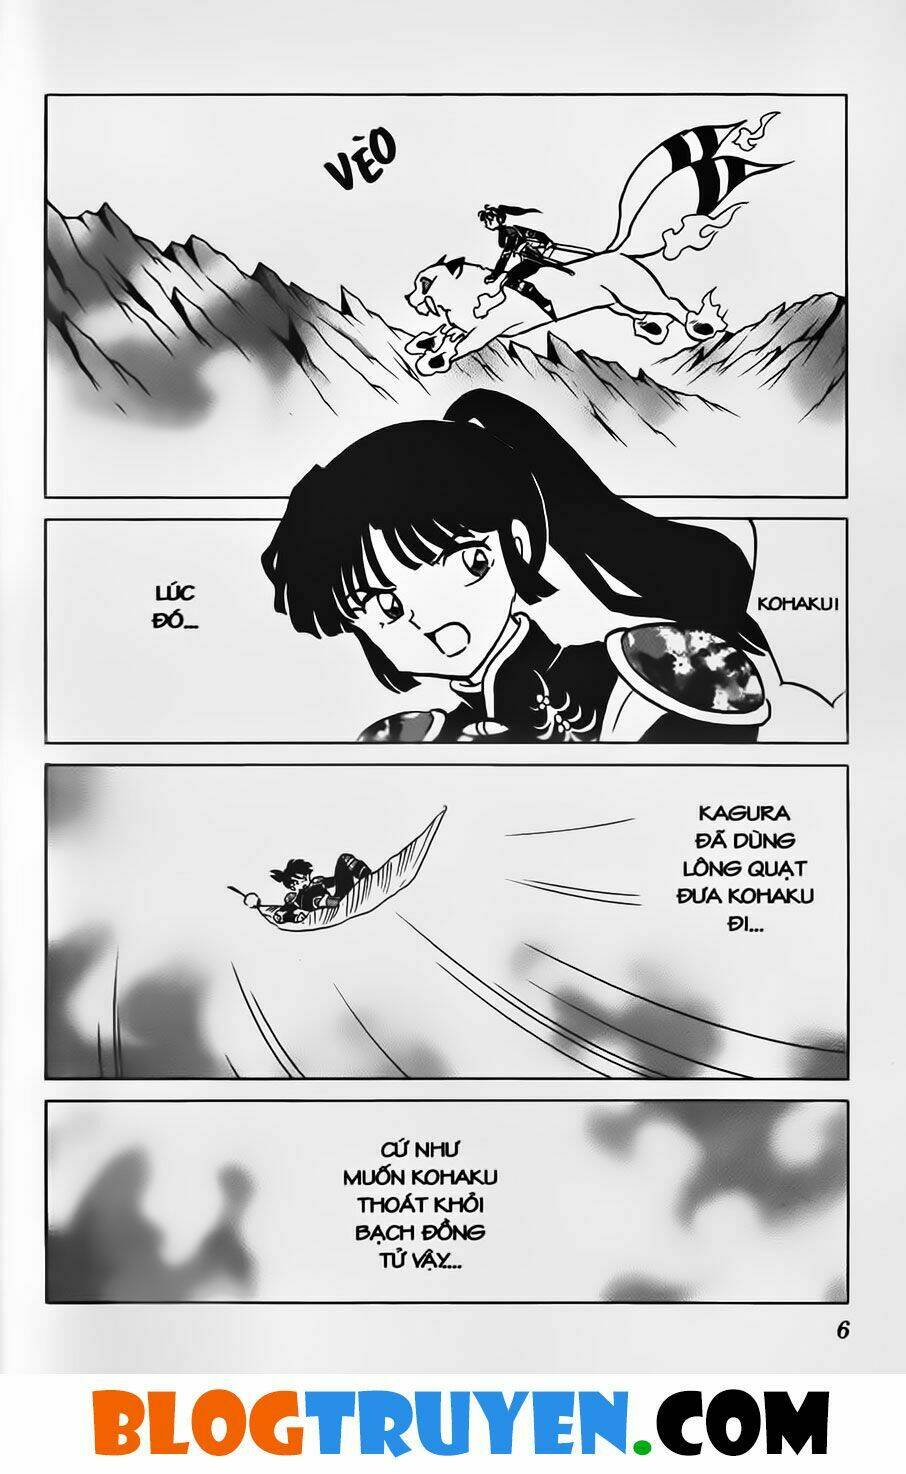 VÈO
LÚC
ĐÓ...
KOHAKU!
KAGURA
ĐÃ DÙNG
LÔNG QUẠT
ĐƯA KOHAKU
ĐI...
CỨ NHƯ
MUỐN KOHAKU
THOÁT KHỎI
BẠCH ĐỒNG
TỬ VẬY...
6
BLOGTRUYEN.COM